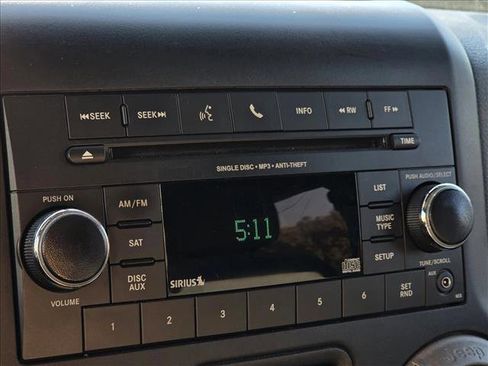 ⏮SEEK SEEK⏭ INFO ◀◀ RW FF ▶▶
TIME
SINGLE DISC • MP3 • ANTI-THEFT
PUSH AUDIO/SELECT
PUSH ON
AM/FM
LIST
5:11
SAT
MUSIC TYPE
DISC AUX
SETUP
SIRIUS
VOLUME
TUNE/SCROLL
AUX
1 2 3 4 5 6 SET RND
Jeep